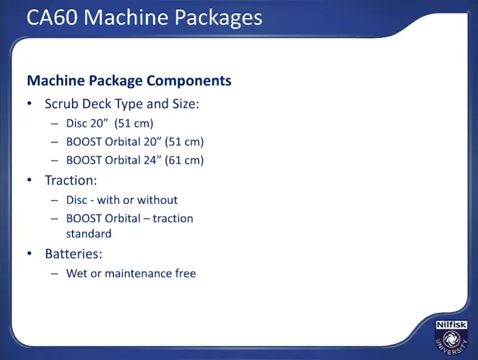 CA60 Machine Packages
Machine Package Components
• Scrub Deck Type and Size:
– Disc 20” (51 cm)
– BOOST Orbital 20” (51 cm)
– BOOST Orbital 24” (61 cm)
• Traction:
– Disc - with or without
– BOOST Orbital – traction
standard
• Batteries:
– Wet or maintenance free
Nilfisk
UNIVERSITY